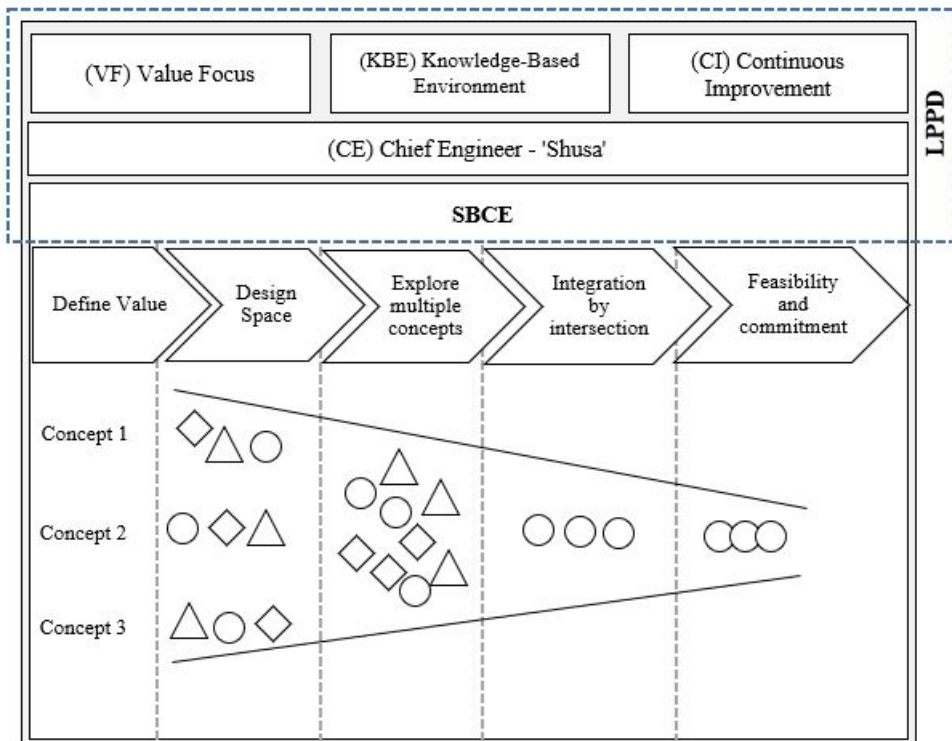 (VF) Value Focus
(KBE) Knowledge-Based
Environment
(CI) Continuous
Improvement
LPPD
(CE) Chief Engineer - 'Shusa'
SBCE
Define Value
Design
Space
Explore
multiple
concepts
Integration
by
intersection
Feasibility
and
commitment
Concept 1
Concept 2
Concept 3